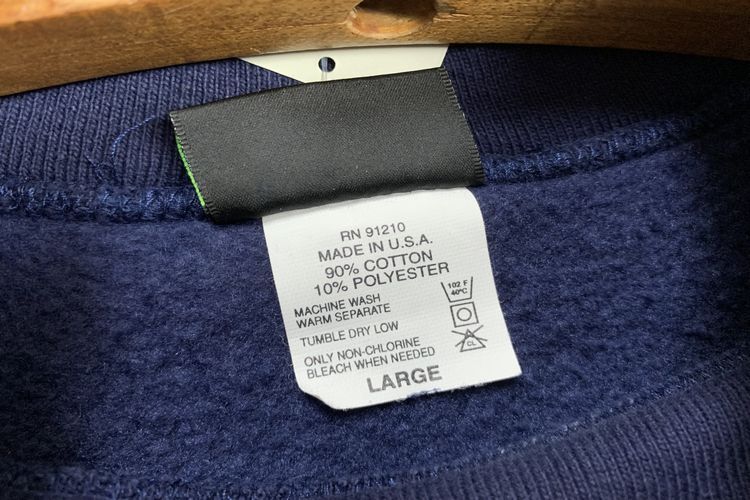 RN 91210
MADE IN U.S.A.
90% COTTON
10% POLYESTER
MACHINE WASH
WARM SEPARATE
102 F
40°C
TUMBLE DRY LOW
ONLY NON-CHLORINE
BLEACH WHEN NEEDED
CL
LARGE